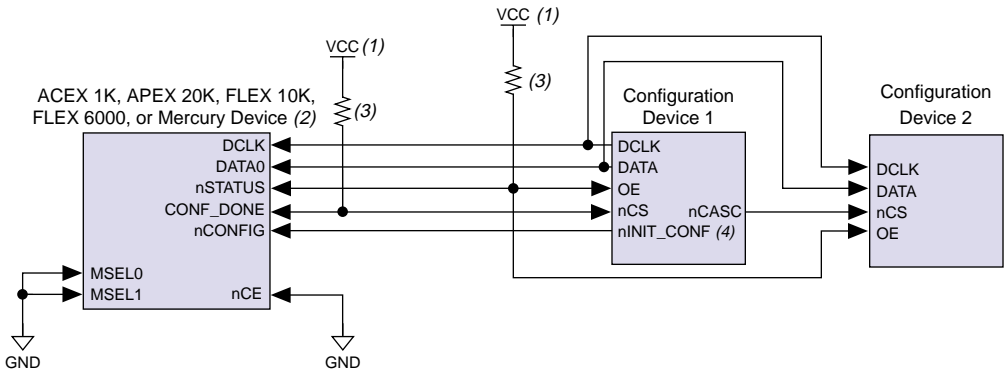 VCC (1)
VCC (1)
(3)
(3)
ACEX 1K, APEX 20K, FLEX 10K,
FLEX 6000, or Mercury Device (2)
DCLK
DATA0
nSTATUS
CONF_DONE
nCONFIG
MSEL0
MSEL1
nCE
GND
GND
Configuration
Device 1
DCLK
DATA
OE
nCS
nCASC
nINIT_CONF (4)
Configuration
Device 2
DCLK
DATA
nCS
OE